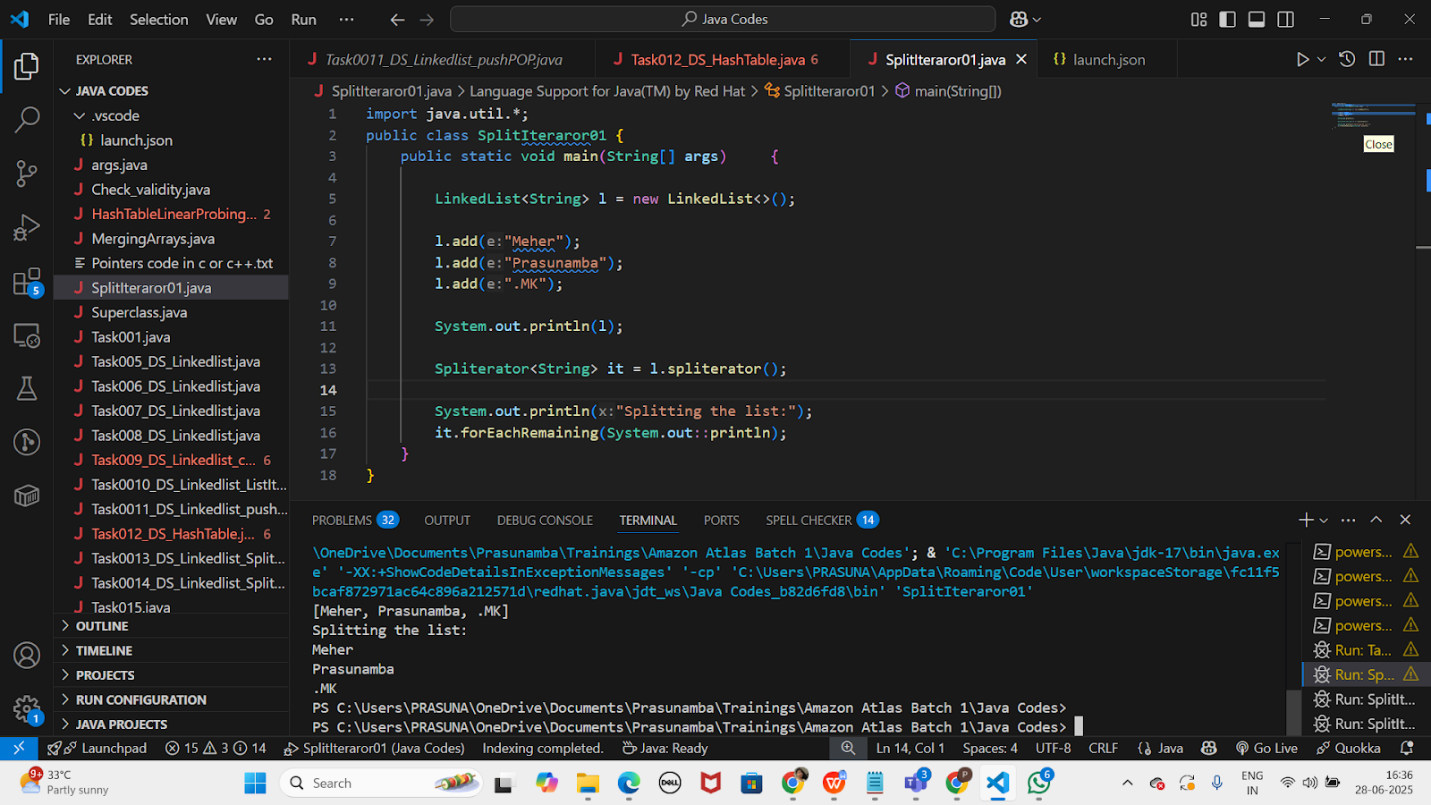 File Edit Selection View Go Run ··· Java Codes
EXPLORER ···
JAVA CODES
.vscode
{} launch.json
J args.java
J Check_validity.java
J HashTableLinearProbing... 2
J MergingArrays.java
Pointers code in c or c++.txt
J SplitIteraror01.java
J Superclass.java
J Task001.java
J Task005_DS_Linkedlist.java
J Task006_DS_Linkedlist.java
J Task007_DS_Linkedlist.java
J Task008_DS_Linkedlist.java
J Task009_DS_Linkedlist_c... 6
J Task0010_DS_Linkedlist_ListIt...
J Task0011_DS_Linkedlist_push...
J Task012_DS_HashTable.j... 6
J Task0013_DS_Linkedlist_Split...
J Task0014_DS_Linkedlist_Split...
J Task015.java
OUTLINE
TIMELINE
PROJECTS
RUN CONFIGURATION
JAVA PROJECTS
5
1
J Task0011_DS_Linkedlist_pushPOP.java J Task012_DS_HashTable.java 6 J SplitIteraror01.java {} launch.json
J SplitIteraror01.java > Language Support for Java(TM) by Red Hat > SplitIteraror01 > main(String[])
1 import java.util.*;
2 public class SplitIteraror01 {
3 public static void main(String[] args) {
4
5 LinkedList<String> l = new LinkedList<>();
6
7 l.add(e:"Meher");
8 l.add(e:"Prasunamba");
9 l.add(e:".MK");
10
11 System.out.println(l);
12
13 Spliterator<String> it = l.spliterator();
14
15 System.out.println(x:"Splitting the list:");
16 it.forEachRemaining(System.out::println);
17 }
18 }
Close
PROBLEMS 32 OUTPUT DEBUG CONSOLE TERMINAL PORTS SPELL CHECKER 14
\OneDrive\Documents\Prasunamba\Trainings\Amazon Atlas Batch 1\Java Codes'; & 'C:\Program Files\Java\jdk-17\bin\java.ex
e' '-XX:+ShowCodeDetailsInExceptionMessages' '-cp' 'C:\Users\PRASUNA\AppData\Roaming\Code\User\workspaceStorage\fc11f5
bcaf872971ac64c896a212571d\redhat.java\jdt_ws\Java Codes_b82d6fd8\bin' 'SplitIteraror01'
[Meher, Prasunamba, .MK]
Splitting the list:
Meher
Prasunamba
.MK
PS C:\Users\PRASUNA\OneDrive\Documents\Prasunamba\Trainings\Amazon Atlas Batch 1\Java Codes>
PS C:\Users\PRASUNA\OneDrive\Documents\Prasunamba\Trainings\Amazon Atlas Batch 1\Java Codes>
powers...
powers...
powers...
powers...
Run: Ta...
Run: Sp...
Run: SplitIt...
Run: SplitIt...
Launchpad 15 3 14 SplitIteraror01 (Java Codes) Indexing completed. Java: Ready Ln 14, Col 1 Spaces: 4 UTF-8 CRLF {} Java Go Live Quokka
9+ 33°C
Partly sunny
Search
DELL
3
P
6
ENG
IN
16:36
28-06-2025